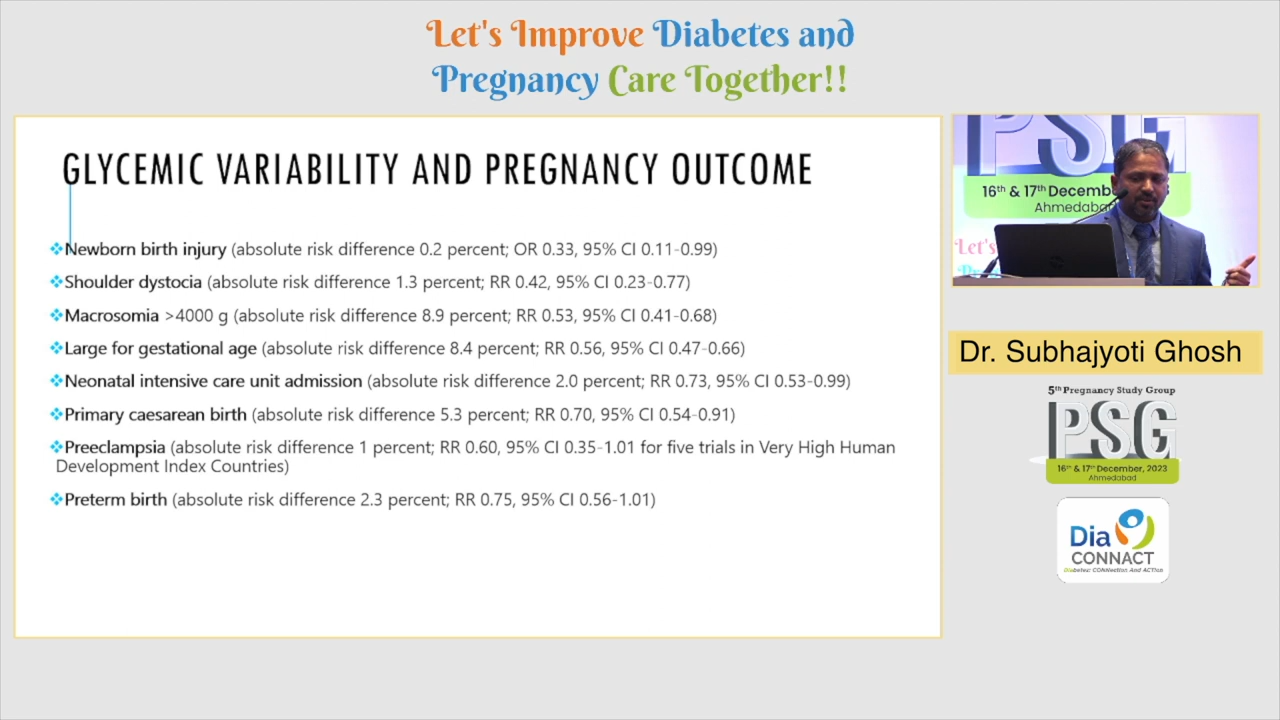 Let's Improve Diabetes and
Pregnancy Care Together!!
GLYCEMIC VARIABILITY AND PREGNANCY OUTCOME
Newborn birth injury (absolute risk difference 0.2 percent; OR 0.33, 95% CI 0.11-0.99)
Shoulder dystocia (absolute risk difference 1.3 percent; RR 0.42, 95% CI 0.23-0.77)
Macrosomia >4000 g (absolute risk difference 8.9 percent; RR 0.53, 95% CI 0.41-0.68)
Large for gestational age (absolute risk difference 8.4 percent; RR 0.56, 95% CI 0.47-0.66)
Neonatal intensive care unit admission (absolute risk difference 2.0 percent; RR 0.73, 95% CI 0.53-0.99)
Primary caesarean birth (absolute risk difference 5.3 percent; RR 0.70, 95% CI 0.54-0.91)
Preeclampsia (absolute risk difference 1 percent; RR 0.60, 95% CI 0.35-1.01 for five trials in Very High Human
Development Index Countries)
Preterm birth (absolute risk difference 2.3 percent; RR 0.75, 95% CI 0.56-1.01)
PSG
16th & 17th Decemb
Ahmedabad
Let's
Dr. Subhajyoti Ghosh
5th Pregnancy Study Group
PSG
16th & 17th December, 2023
Ahmedabad
Dia
CONNACT
Diabetes: CONNection And ACTion